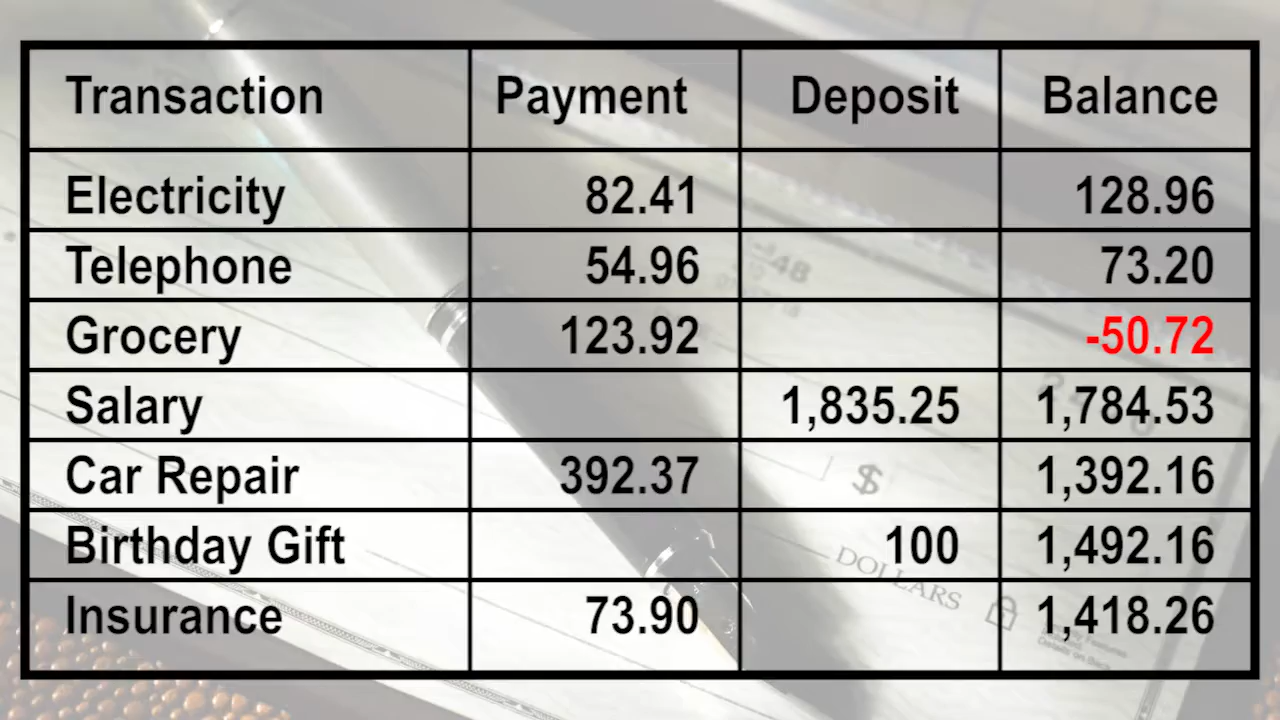 Transaction Payment Deposit Balance
Electricity 82.41 128.96
Telephone 54.96 73.20
Grocery 123.92 -50.72
Salary 1,835.25 1,784.53
Car Repair 392.37 1,392.16
$
Birthday Gift 100 1,492.16
DOLLARS
Insurance 73.90 1,418.26